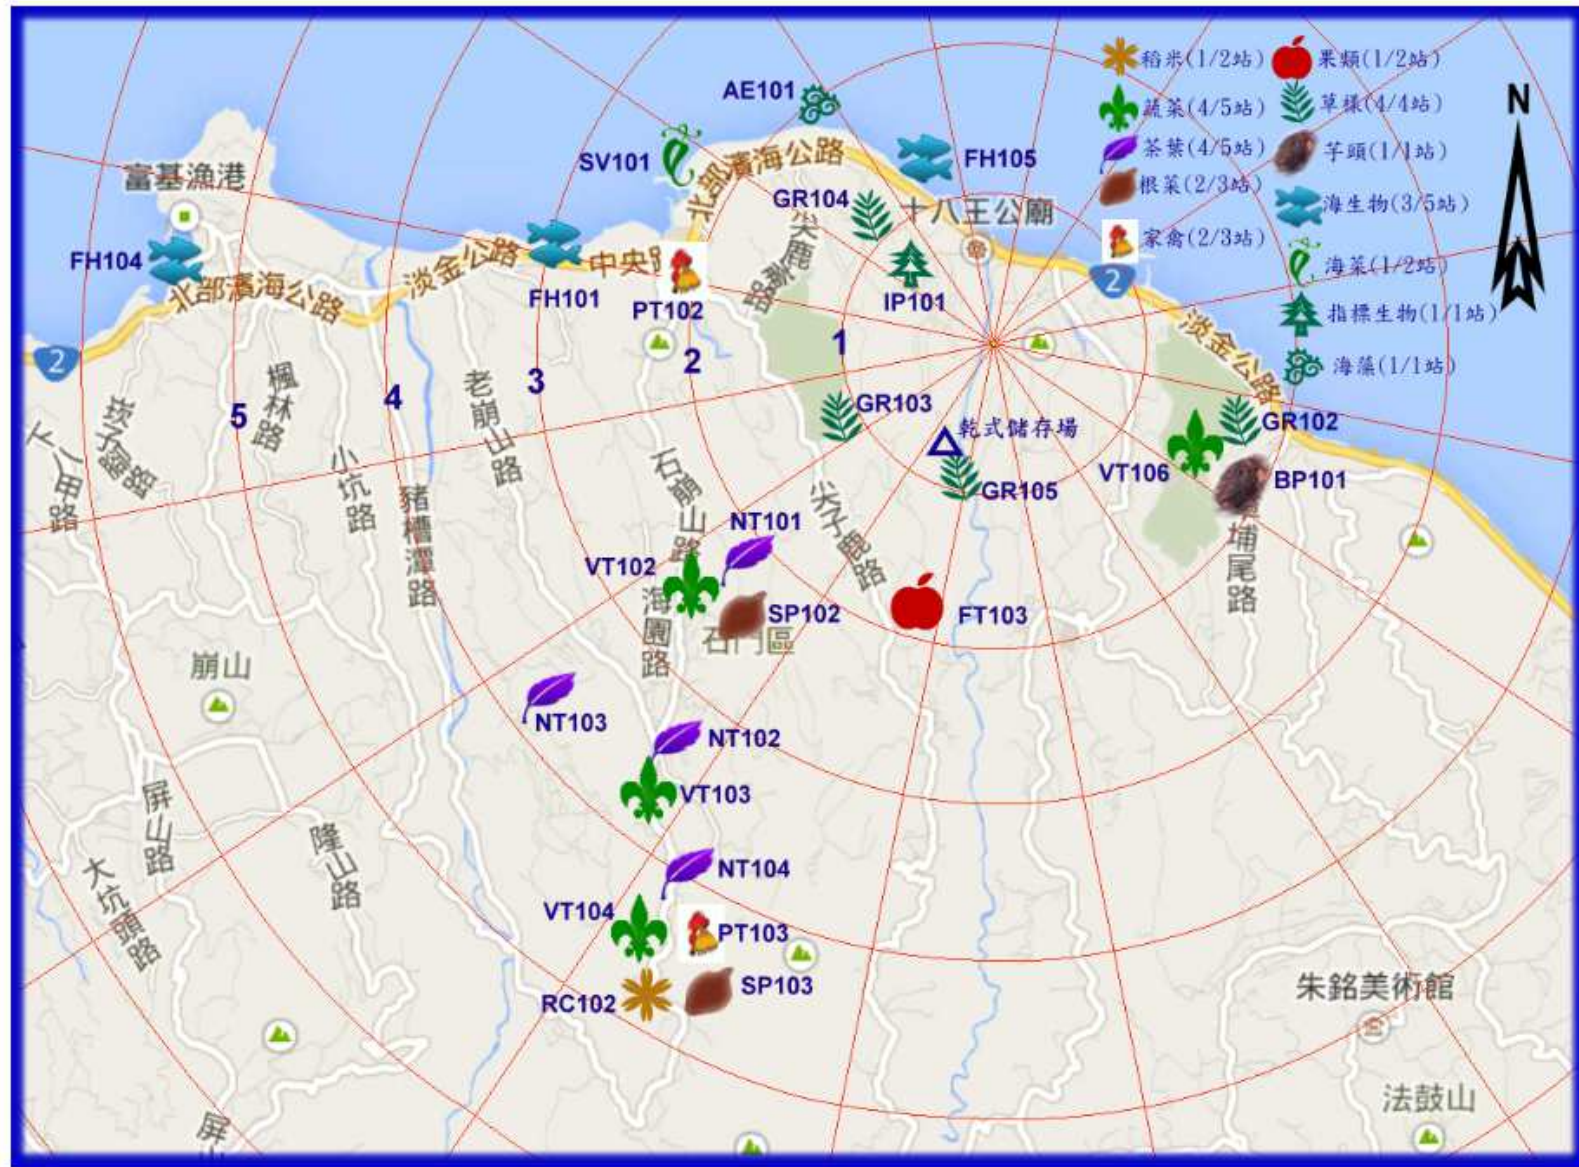 稻米(1/2站)
果類(1/2站)
蔬菜(4/5站)
草樣(4/4站)
茶葉(4/5站)
芋頭(1/1站)
根菜(2/3站)
海生物(3/5站)
家禽(2/3站)
海菜(1/2站)
指標生物(1/1站)
海藻(1/1站)
N
AE101
SV101
北部濱海公路
FH105
富基漁港
GR104
十八王公廟
尖鹿
FH104
淡金公路
中央
IP101
2
北部濱海公路
FH101
PT102
淡金公路
2
1
2
3
4
5
楓林路
老崩山路
GR103
GR102
乾式儲存場
VT106
BP101
下八甲路
小坑路
豬槽潭路
石崩山路
尖子鹿路
GR105
NT101
埔尾路
VT102
海園路
SP102
石門區
FT103
崩山
NT103
NT102
VT103
屏山路
隆山路
大坑頭路
NT104
VT104
PT103
RC102
SP103
朱銘美術館
法鼓山
屏山